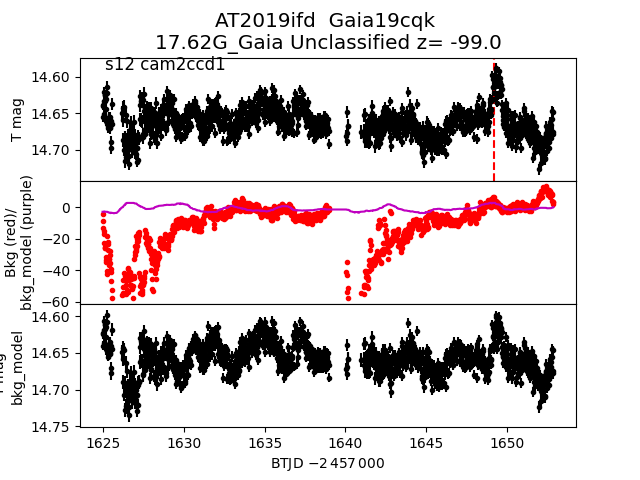 AT2019ifd  Gaia19cqk
17.62G_Gaia Unclassified z= -99.0
s12 cam2ccd1
14.60
14.65
14.70
T mag
0
−20
−40
−60
Bkg (red)/
bkg_model (purple)
14.60
14.65
14.70
14.75
bkg_model
1625
1630
1635
1640
1645
1650
BTJD −2 457 000